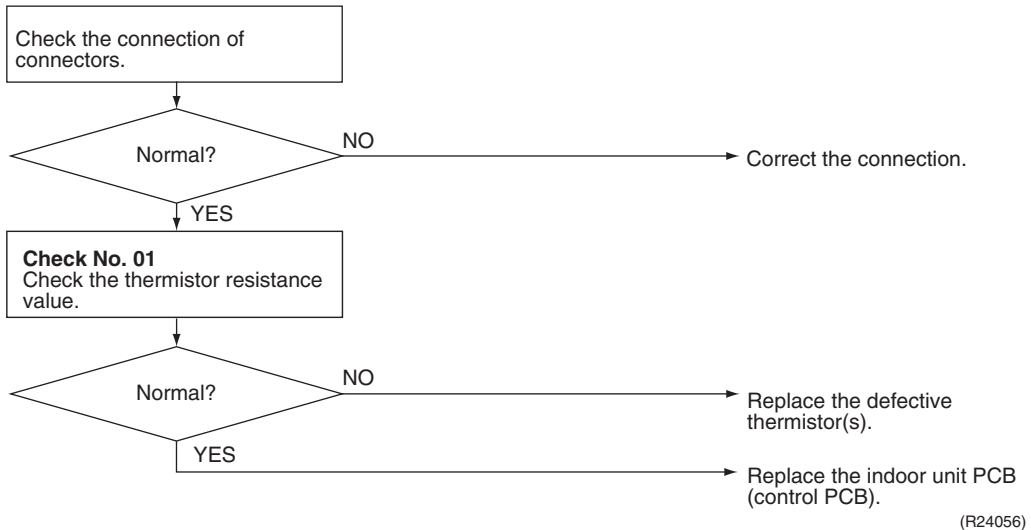 Check the connection of
connectors.
Normal?
NO
Correct the connection.
YES
Check No. 01
Check the thermistor resistance
value.
Normal?
NO
Replace the defective
thermistor(s).
YES
Replace the indoor unit PCB
(control PCB).
(R24056)